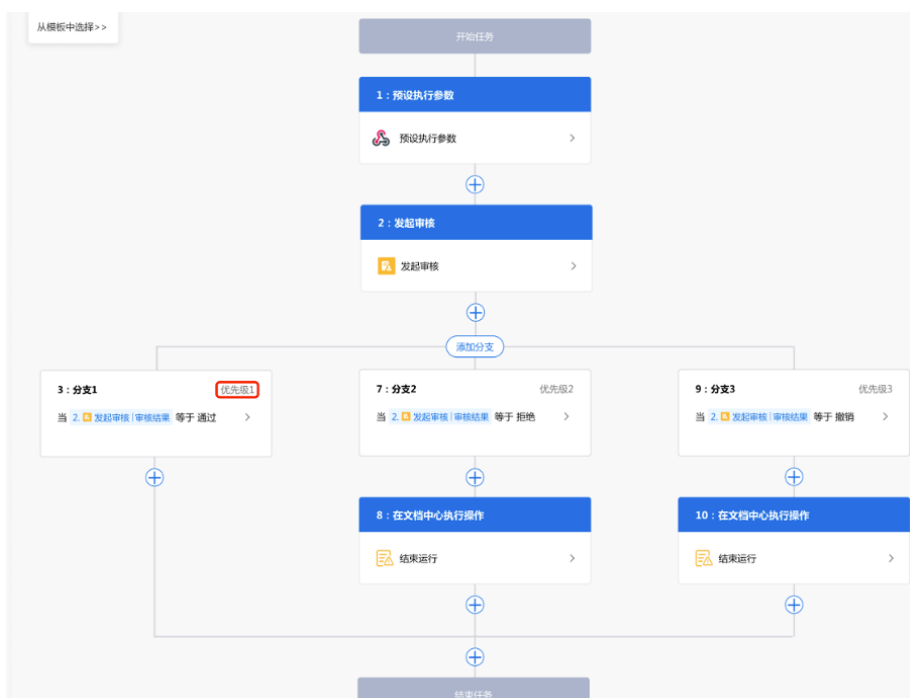 从模板中选择>>
开始任务
1：预设执行参数
预设执行参数
2：发起审核
发起审核
添加分支
3：分支1 优先级1
当 2. 发起审核 | 审核结果 等于 通过
7：分支2 优先级2
当 2. 发起审核 | 审核结果 等于 拒绝
9：分支3 优先级3
当 2. 发起审核 | 审核结果 等于 撤销
8：在文档中心执行操作
结束运行
10：在文档中心执行操作
结束运行
结束任务